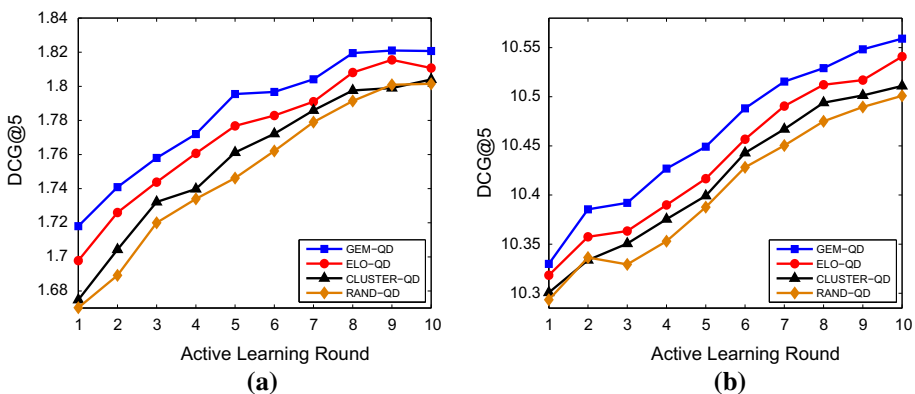 1.84
1.82
1.8
1.78
1.76
1.74
1.72
1.7
1.68
DCG@5
1 2 3 4 5 6 7 8 9 10
Active Learning Round
GEM−QD
ELO−QD
CLUSTER−QD
RAND−QD
(a)
10.55
10.5
10.45
10.4
10.35
10.3
DCG@5
1 2 3 4 5 6 7 8 9 10
Active Learning Round
GEM−QD
ELO−QD
CLUSTER−QD
RAND−QD
(b)